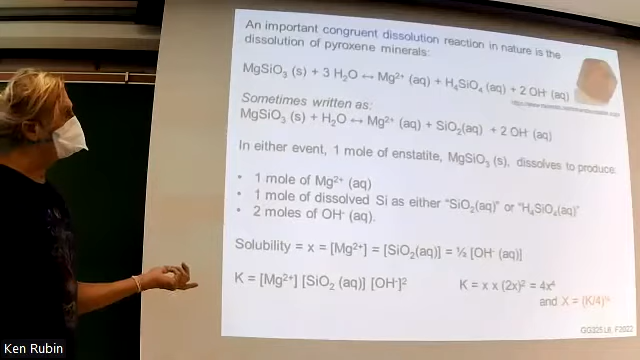 An important congruent dissolution reaction in nature is the
dissolution of pyroxene minerals:
MgSiO₃ (s) + 3 H₂O ↔ Mg²⁺ (aq) + H₄SiO₄ (aq) + 2 OH⁻ (aq)
Sometimes written as:
MgSiO₃ (s) + H₂O ↔ Mg²⁺ (aq) + SiO₂(aq) + 2 OH⁻ (aq)
In either event, 1 mole of enstatite, MgSiO₃ (s), dissolves to produce:
• 1 mole of Mg²⁺ (aq)
• 1 mole of dissolved Si as either "SiO₂(aq)" or "H₄SiO₄(aq)"
• 2 moles of OH⁻ (aq).
Solubility = x = [Mg²⁺] = [SiO₂(aq)] = ½ [OH⁻ (aq)]
K = [Mg²⁺] [SiO₂ (aq)] [OH⁻]² K = x x (2x)² = 4x⁴
and X = (K/4)^¼
GG325 L8, F2022
Ken Rubin